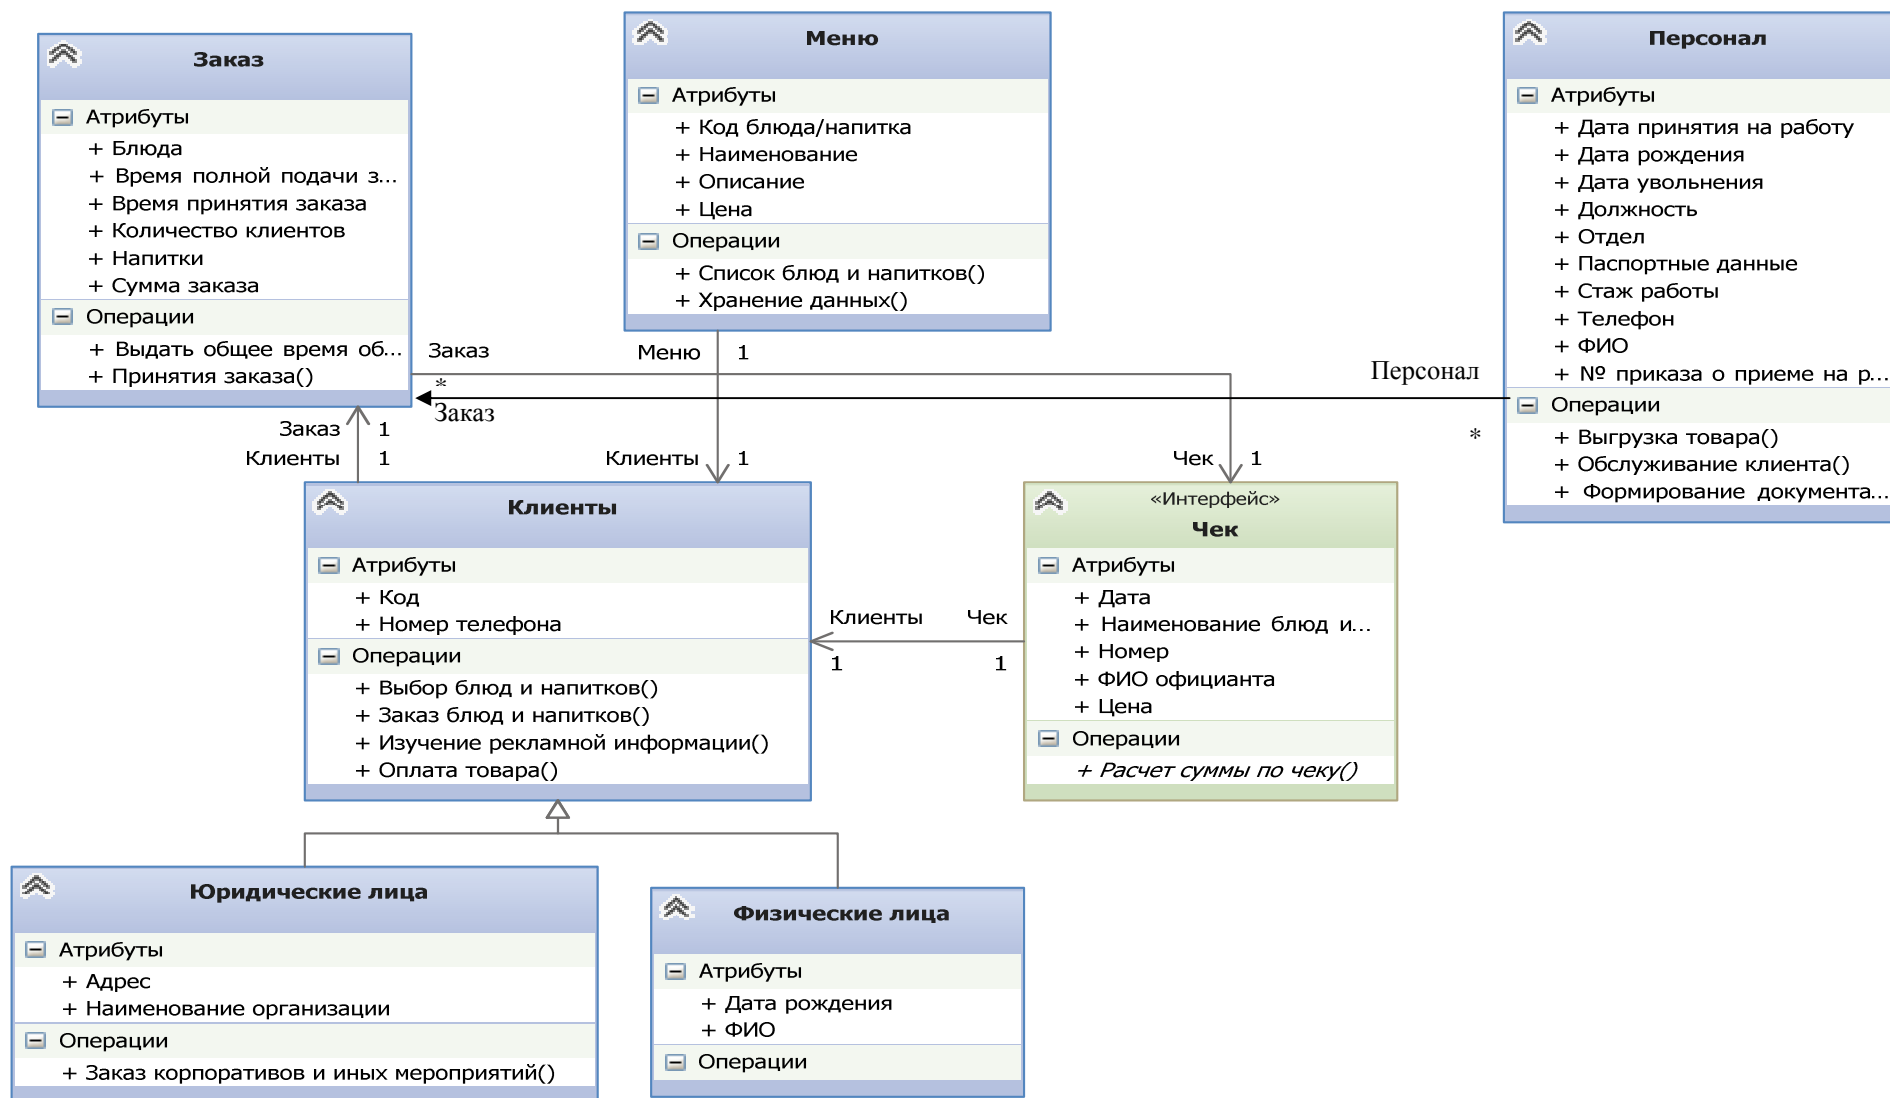 Заказ
Атрибуты
+ Блюда
+ Время полной подачи з...
+ Время принятия заказа
+ Количество клиентов
+ Напитки
+ Сумма заказа
Операции
+ Выдать общее время об...
+ Принятия заказа()
Меню
Атрибуты
+ Код блюда/напитка
+ Наименование
+ Описание
+ Цена
Операции
+ Список блюд и напитков()
+ Хранение данных()
Персонал
Атрибуты
+ Дата принятия на работу
+ Дата рождения
+ Дата увольнения
+ Должность
+ Отдел
+ Паспортные данные
+ Стаж работы
+ Телефон
+ ФИО
+ № приказа о приеме на р...
Операции
+ Выгрузка товара()
+ Обслуживание клиента()
+ Формирование документа...
Заказ
Меню 1
Персонал
*
Заказ
*
Заказ 1
Клиенты 1
Клиенты 1
Чек 1
Клиенты
Атрибуты
+ Код
+ Номер телефона
Операции
+ Выбор блюд и напитков()
+ Заказ блюд и напитков()
+ Изучение рекламной информации()
+ Оплата товара()
Клиенты Чек
1 1
«Интерфейс»
Чек
Атрибуты
+ Дата
+ Наименование блюд и...
+ Номер
+ ФИО официанта
+ Цена
Операции
+ Расчет суммы по чеку()
Юридические лица
Атрибуты
+ Адрес
+ Наименование организации
Операции
+ Заказ корпоративов и иных мероприятий()
Физические лица
Атрибуты
+ Дата рождения
+ ФИО
Операции